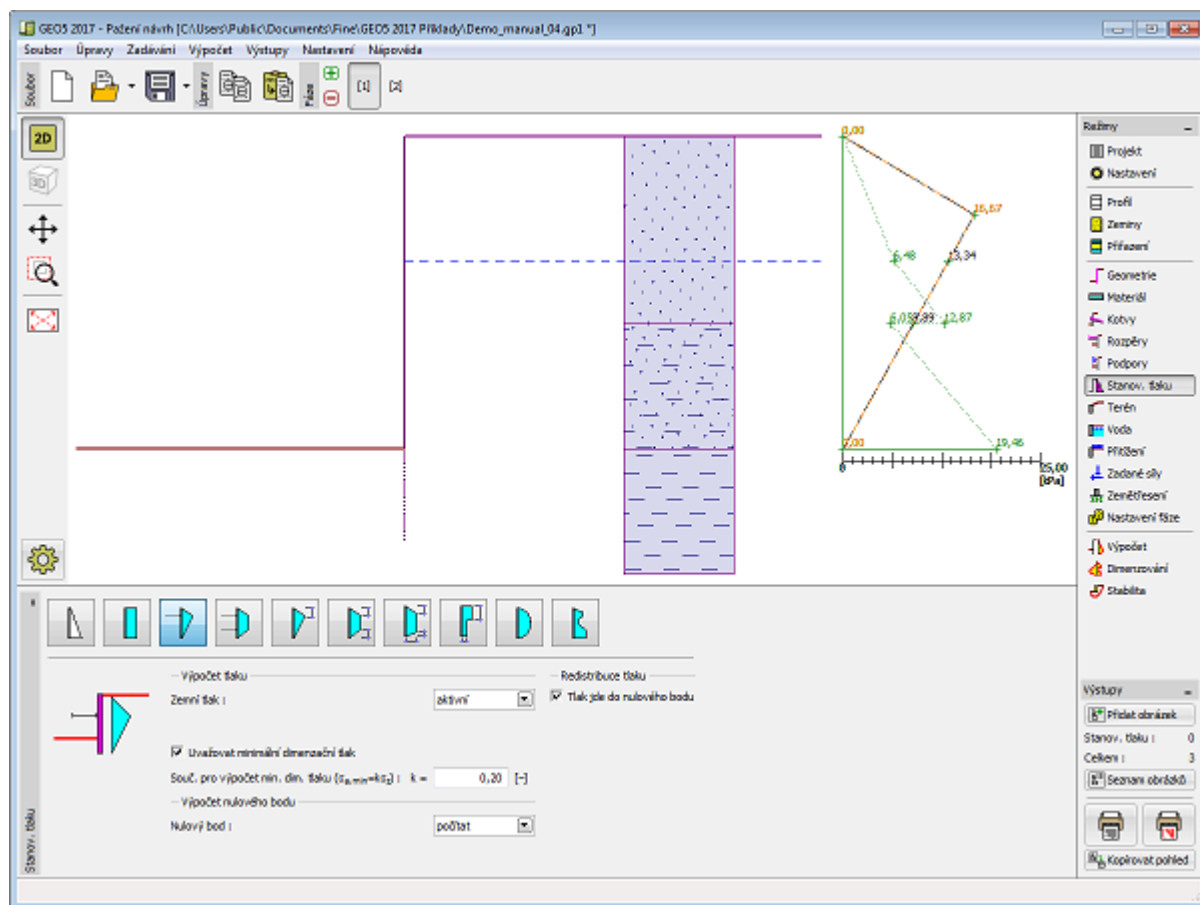 GEO5 2017 - Pažení návrh [C:\Users\Public\Documents\Fine\GEO5 2017 Příklady\Demo_manual_04.gp1 *]
Soubor Úpravy Zadávání Výpočet Výstupy Nastavení Nápověda
Soubor
Úpravy
Fáze
[1] [2]
2D
3D
0,00
16,67
6,48 13,34
12,87
0,00 19,46
0 25,00
[kPa]
Režimy
Projekt
Nastavení
Profil
Zeminy
Přiřazení
Geometrie
Materiál
Kotvy
Rozpěry
Podpory
Stanov. tlaku
Terén
Voda
Přitížení
Zadané síly
Zemětřesení
Nastavení fáze
Výpočet
Dimenzování
Stabilita
Stanov. tlaku
Výpočet tlaku
Zemní tlak : aktivní
Uvažovat minimální dimenzační tlak
Souč. pro výpočet min. dim. tlaku (sa,min=ksz) : k = 0,20 [-]
Výpočet nulového bodu
Nulový bod : počítat
Redistribuce tlaku
Tlak jde do nulového bodu
Výstupy
Přidat obrázek
Stanov. tlaku : 0
Celkem : 3
Seznam obrázků
Kopírovat pohled